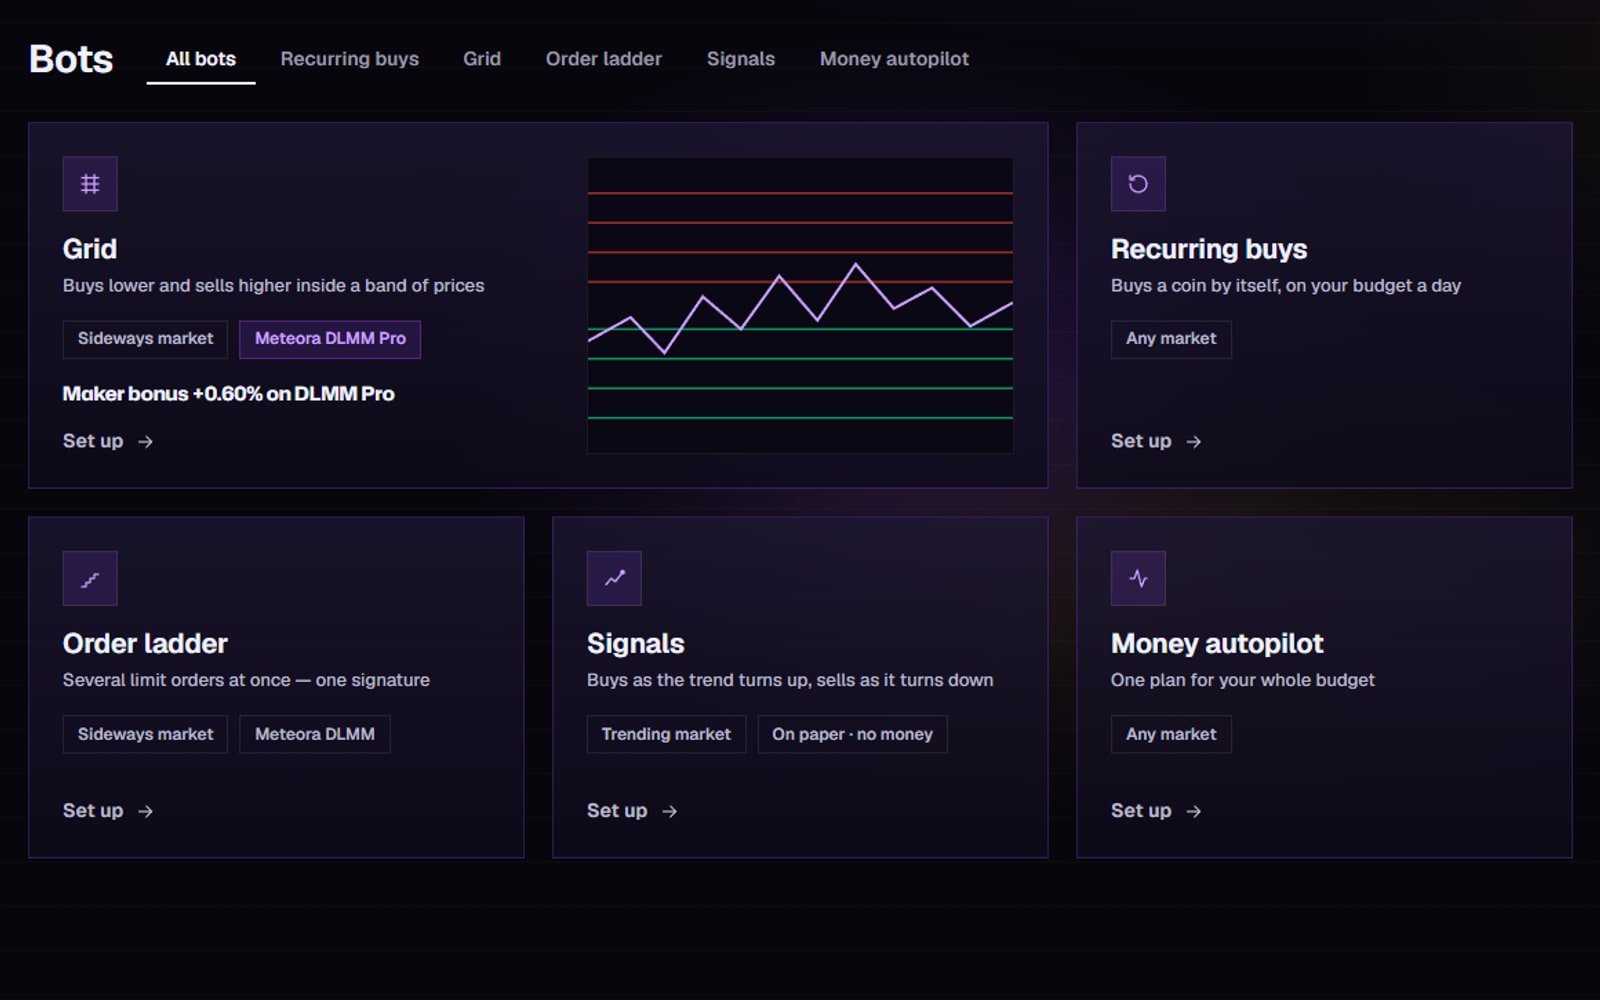 Bots
All bots
Recurring buys
Grid
Order ladder
Signals
Money autopilot
Grid
Buys lower and sells higher inside a band of prices
Sideways market
Meteora DLMM Pro
Maker bonus +0.60% on DLMM Pro
Set up →
Recurring buys
Buys a coin by itself, on your budget a day
Any market
Set up →
Order ladder
Several limit orders at once — one signature
Sideways market
Meteora DLMM
Set up →
Signals
Buys as the trend turns up, sells as it turns down
Trending market
On paper · no money
Set up →
Money autopilot
One plan for your whole budget
Any market
Set up →